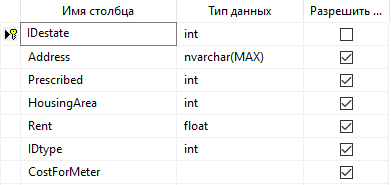 Имя столбца Тип данных Разрешить ...
IDestate int
Address nvarchar(MAX)
Prescribed int
HousingArea int
Rent float
IDtype int
CostForMeter